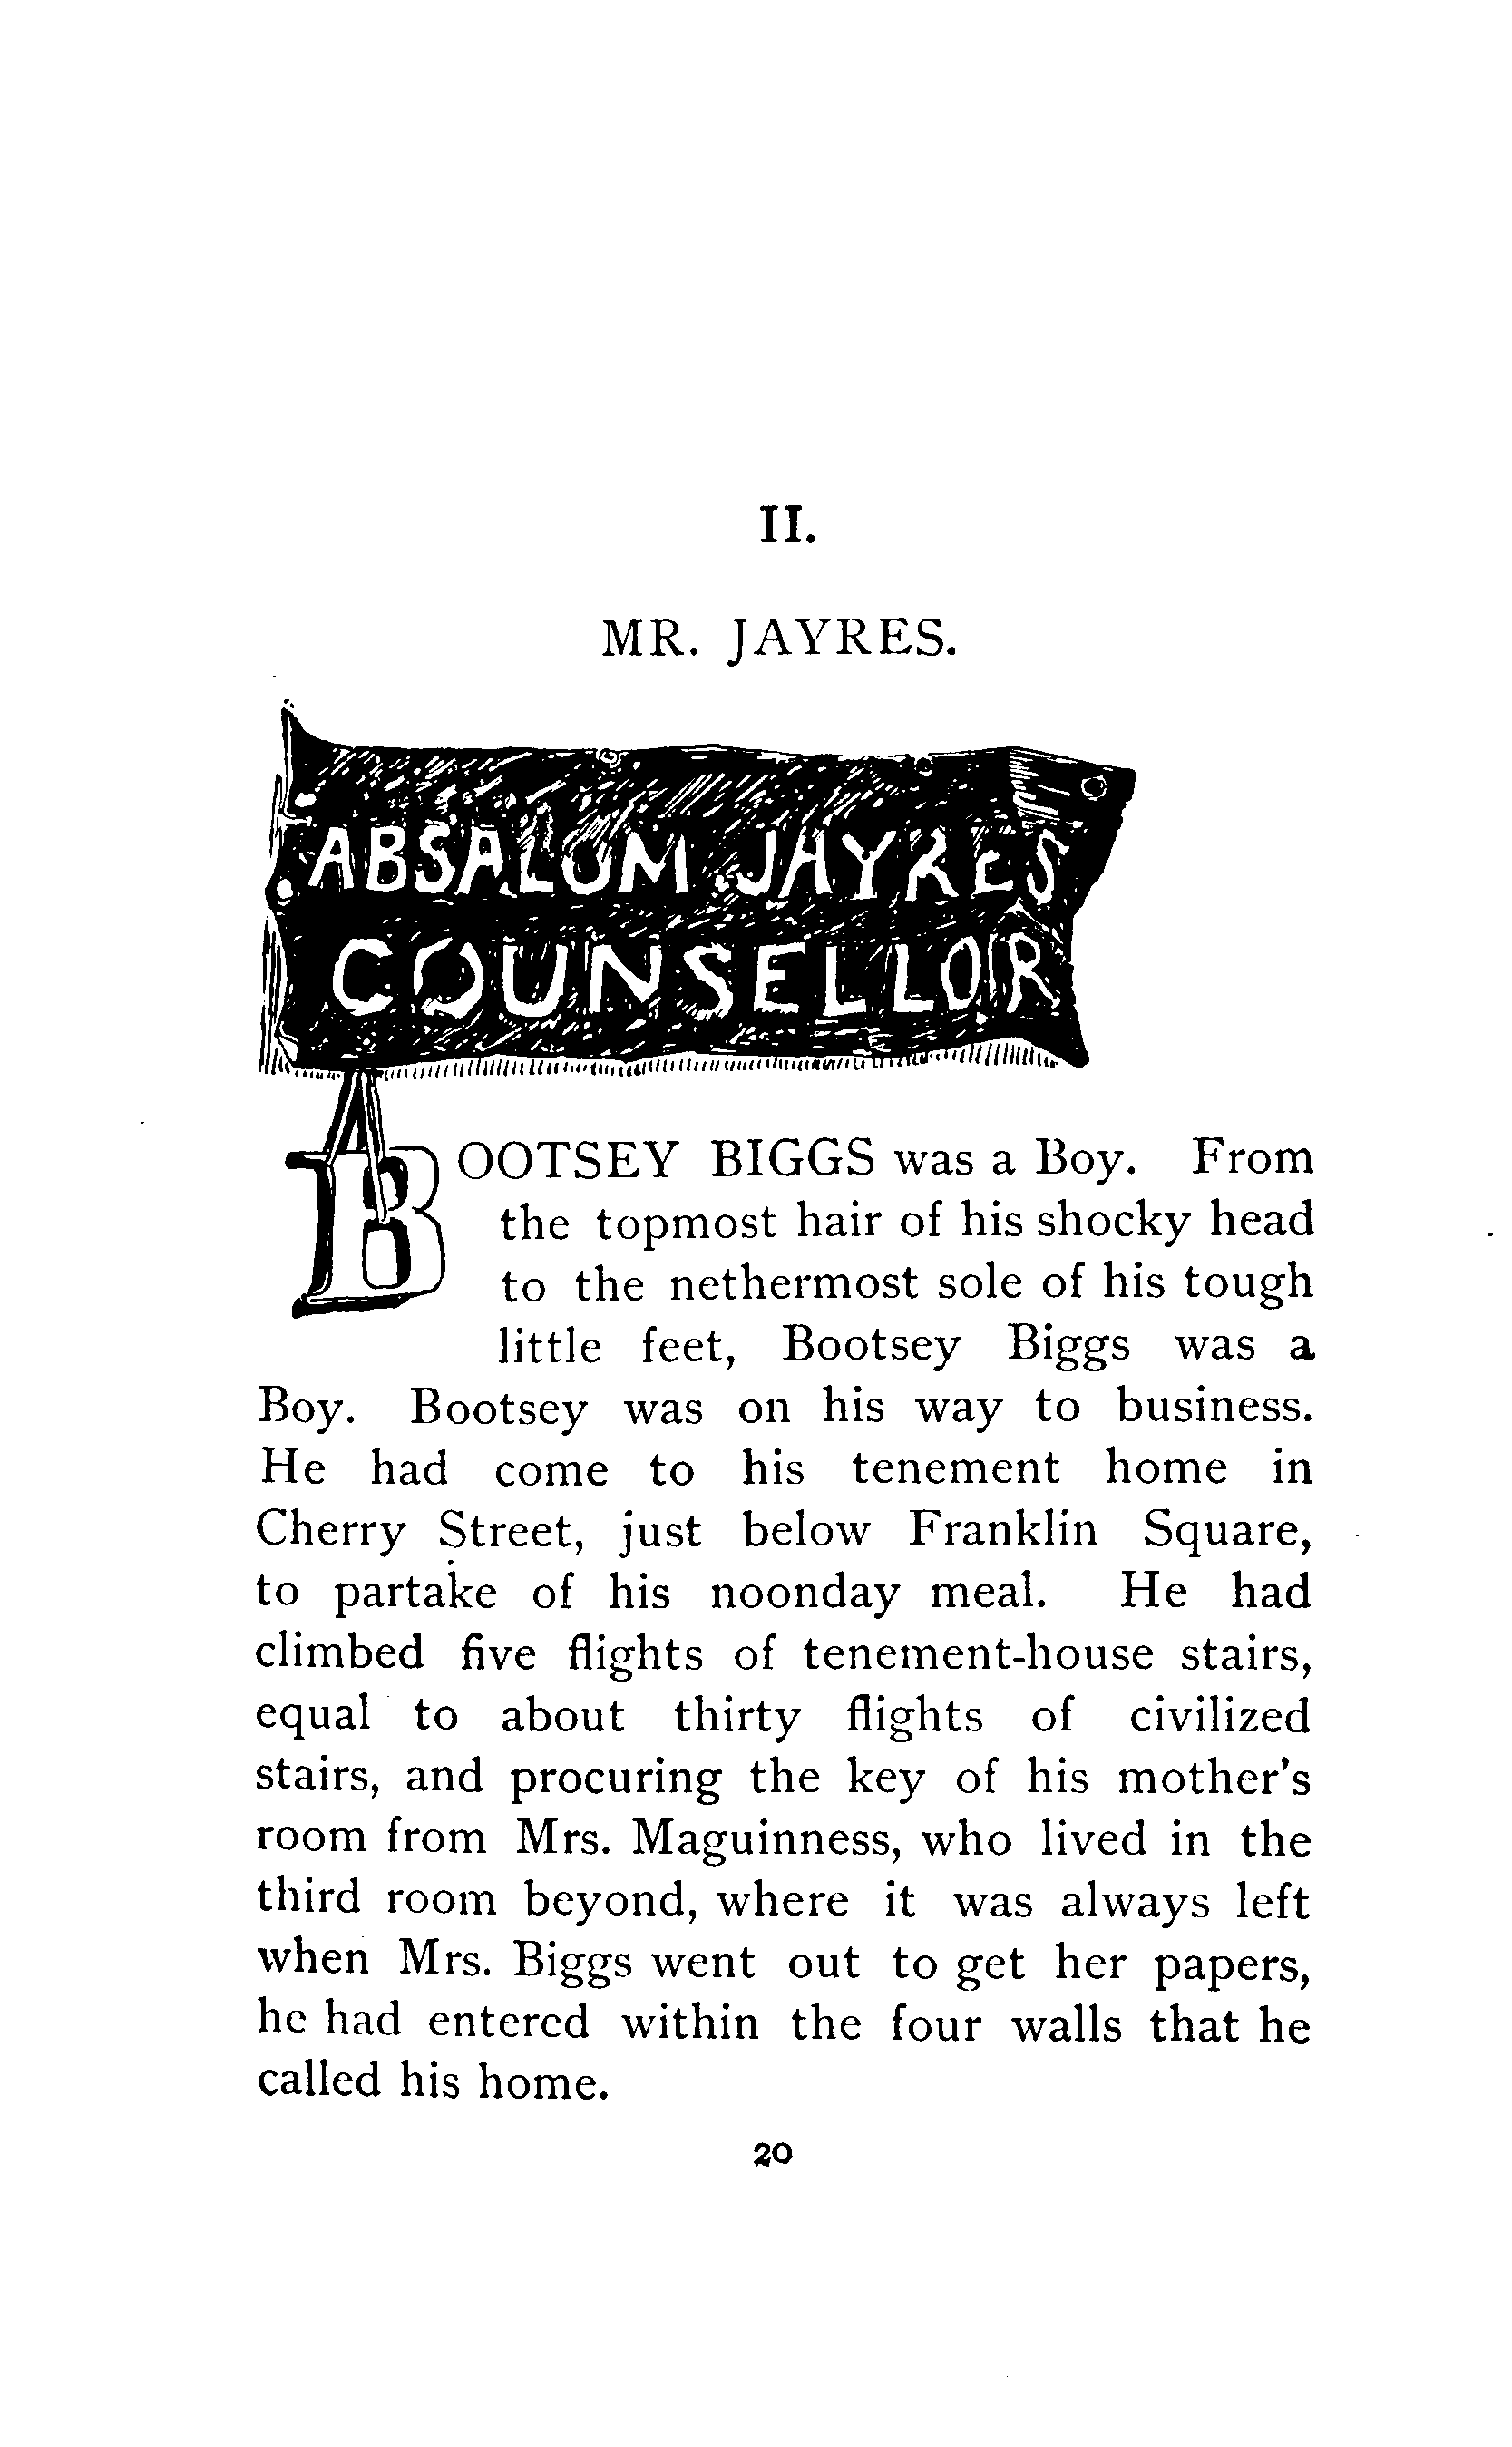 II.
MR. JAYRES.
ABSALOM JAYRES
COUNSELLOR
BOOTSEY BIGGS was a Boy. From
the topmost hair of his shocky head
to the nethermost sole of his tough
little feet, Bootsey Biggs was a
Boy. Bootsey was on his way to business.
He had come to his tenement home in
Cherry Street, just below Franklin Square,
to partake of his noonday meal. He had
climbed five flights of tenement-house stairs,
equal to about thirty flights of civilized
stairs, and procuring the key of his mother's
room from Mrs. Maguinness, who lived in the
third room beyond, where it was always left
when Mrs. Biggs went out to get her papers,
he had entered within the four walls that he
called his home.
20